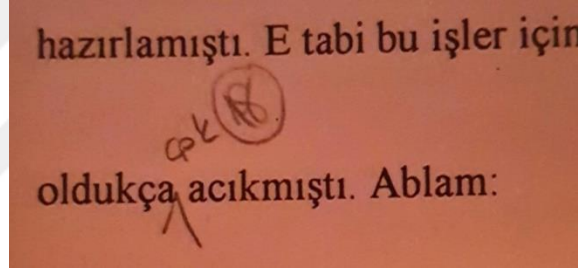 hazırlamıştı. E tabi bu işler için
çok
oldukça acıkmıştı. Ablam: